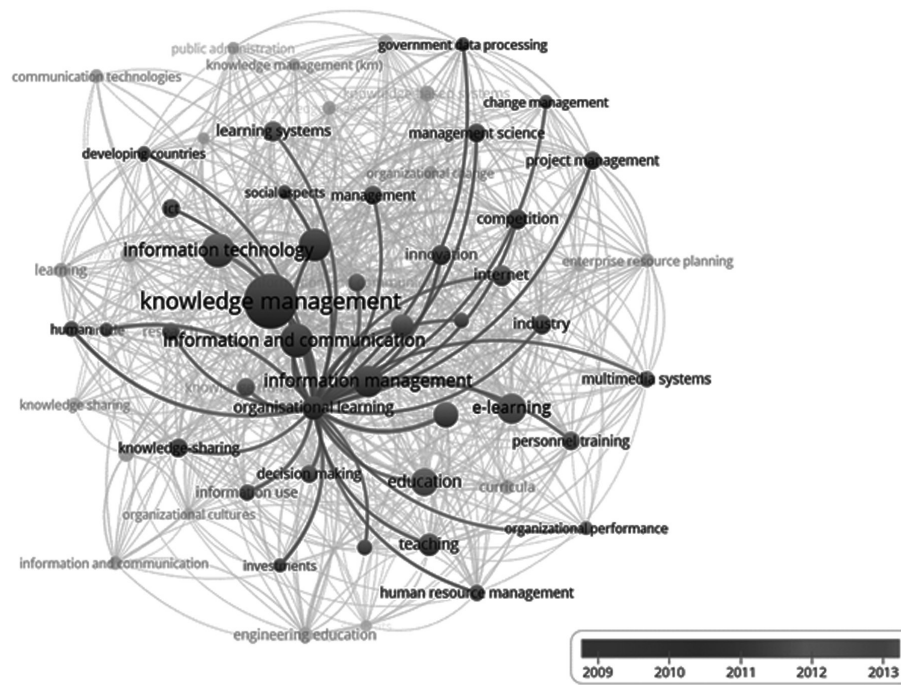 government data processing
public administration
knowledge management (km)
communication technologies
change management
learning systems
management science
developing countries
project management
organizational change
social aspects
management
ict
competition
information technology
innovation
enterprise resource planning
learning
internet
knowledge management
industry
human
article
information and communication
multimedia systems
information management
knowledge sharing
organisational learning
e-learning
personnel training
knowledge-sharing
decision making
education
curricula
information use
organizational cultures
organizational performance
teaching
information and communication
investments
human resource management
engineering education
2009 2010 2011 2012 2013